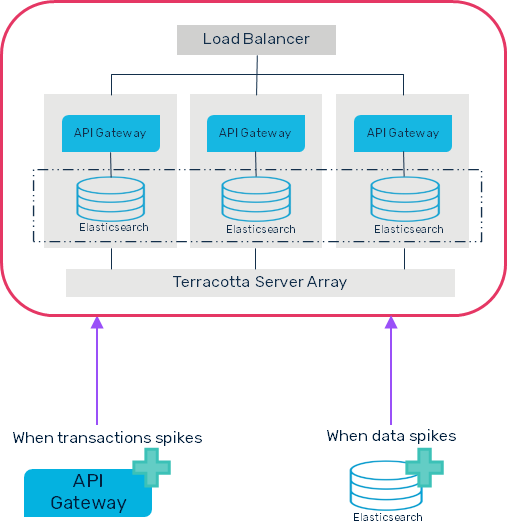 Load Balancer
API Gateway
API Gateway
API Gateway
Elasticsearch
Elasticsearch
Elasticsearch
Terracotta Server Array
When transactions spikes
When data spikes
API
Gateway
Elasticsearch